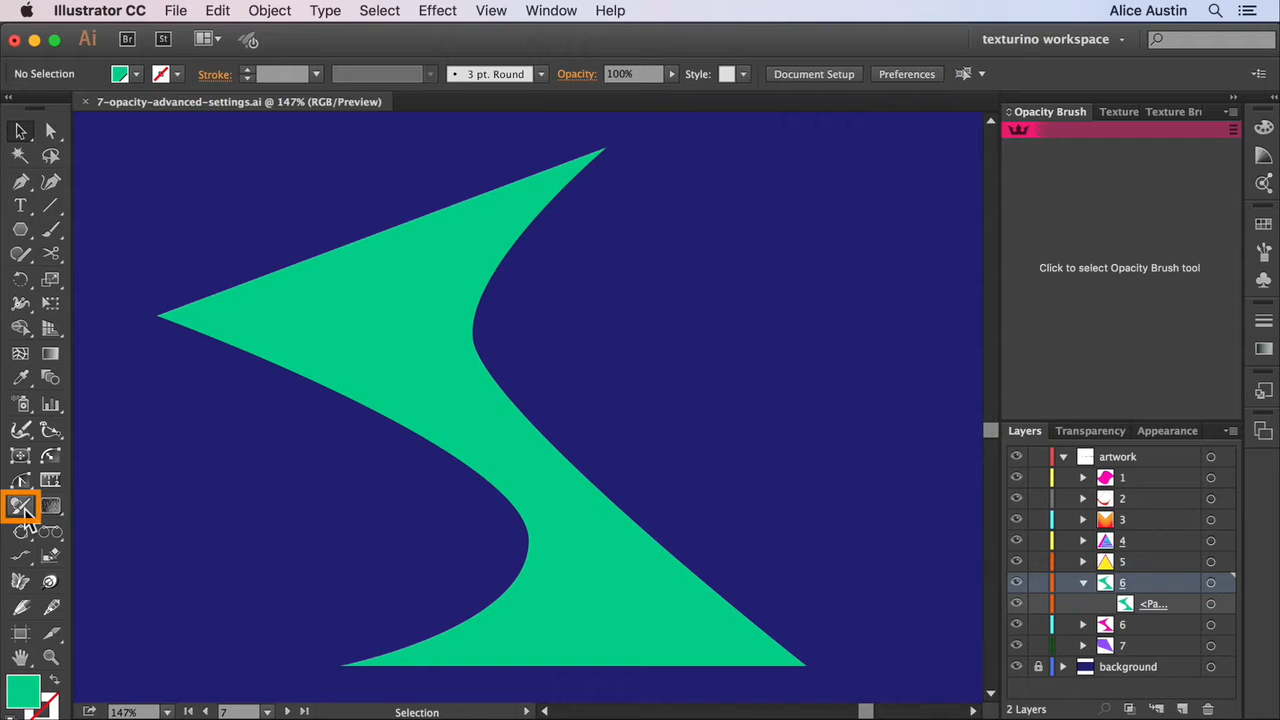 Illustrator CC File Edit Object Type Select Effect View Window Help Alice Austin
Ai Br St texturino workspace
No Selection Stroke: 3 pt. Round Opacity: 100% Style: Document Setup Preferences
7-opacity-advanced-settings.ai @ 147% (RGB/Preview)
Opacity Brush Texture Texture Bru
Click to select Opacity Brush tool
Layers Transparency Appearance
artwork
1
2
3
4
5
6
<Pa...
6
7
background
147% 7 Selection 2 Layers